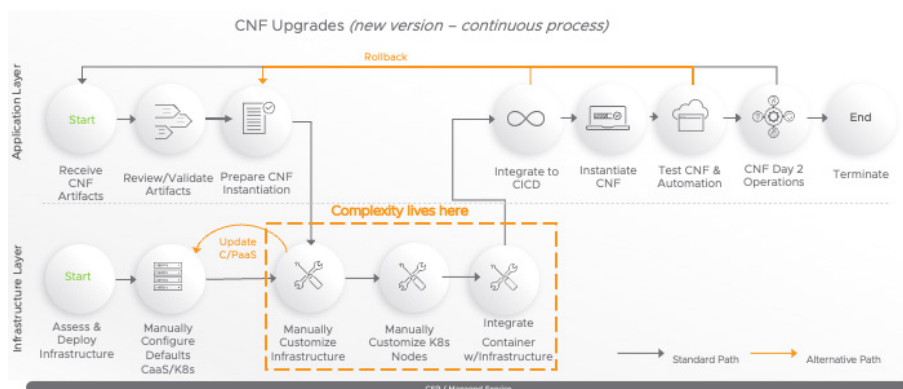 CNF Upgrades (new version – continuous process)
Rollback
Application Layer
Start
End
Receive
CNF
Artifacts
Review/Validate
Artifacts
Prepare CNF
Instantiation
Integrate to
CICD
Instantiate
CNF
Test CNF &
Automation
CNF Day 2
Operations
Terminate
Complexity lives here
Update
C/PaaS
Infrastructure Layer
Start
Assess &
Deploy
Infrastructure
Manually
Configure
Defaults
CaaS/K8s
Manually
Customize
Infrastructure
Manually
Customize K8s
Nodes
Integrate
Container
w/Infrastructure
Standard Path
Alternative Path